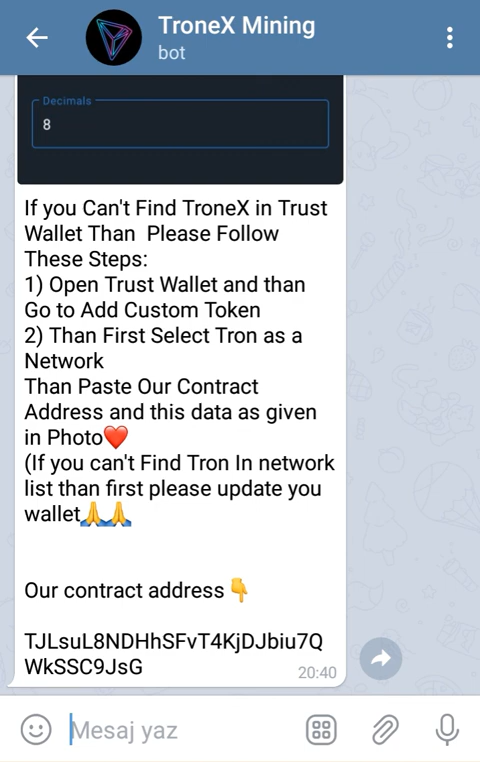 TroneX Mining
bot
Decimals
8
If you Can't Find TroneX in Trust
Wallet Than Please Follow
These Steps:
1) Open Trust Wallet and than
Go to Add Custom Token
2) Than First Select Tron as a
Network
Than Paste Our Contract
Address and this data as given
in Photo❤️
(If you can't Find Tron In network
list than first please update you
wallet🙏🙏
Our contract address👇
TJLsuL8NDHhSFvT4KjDJbiu7Q
WkSSC9JsG
20:40
Mesaj yaz